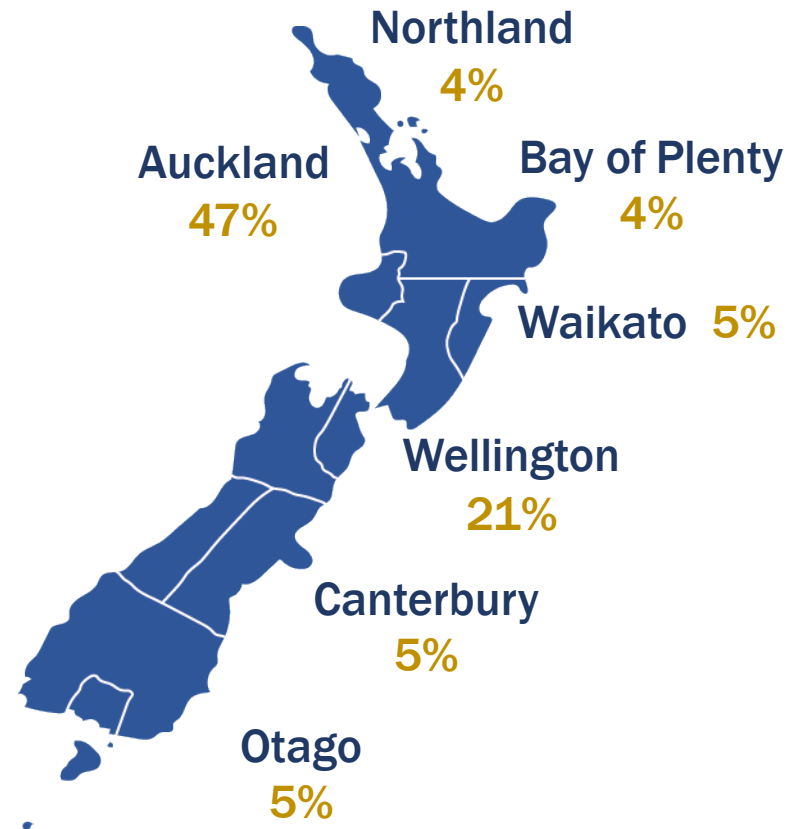 Northland
4%
Auckland
47%
Bay of Plenty
4%
Waikato 5%
Wellington
21%
Canterbury
5%
Otago
5%